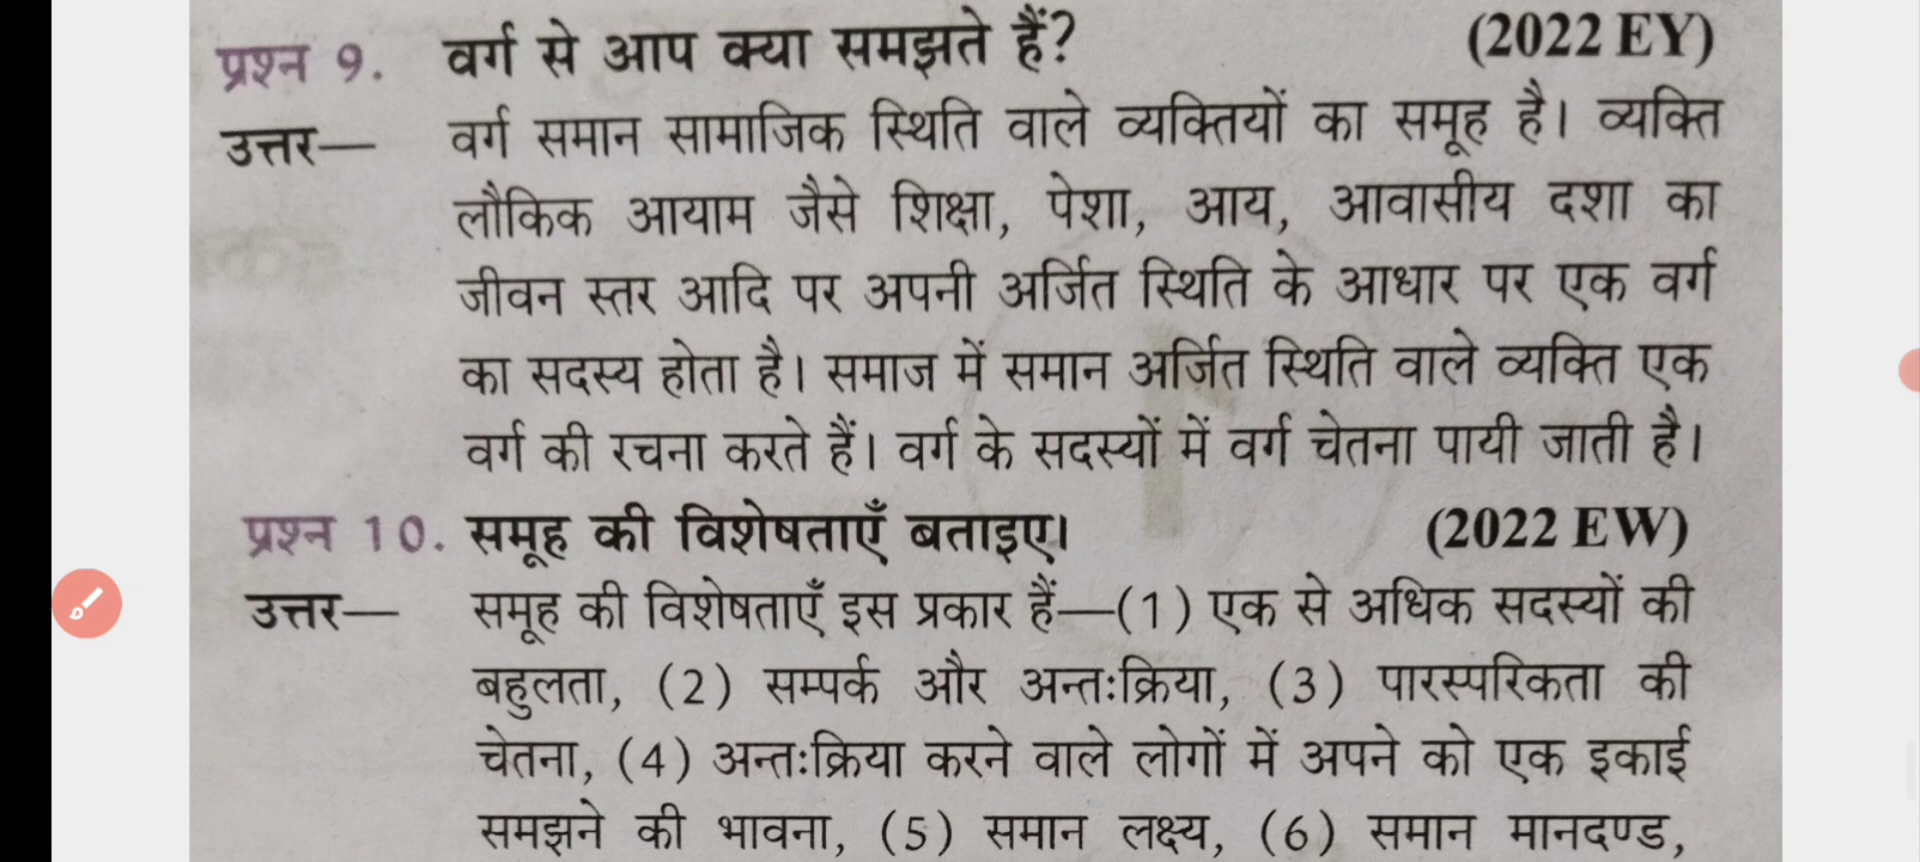 प्रश्न 9. वर्ग से आप क्या समझते हैं? (2022 EY)
उत्तर— वर्ग समान सामाजिक स्थिति वाले व्यक्तियों का समूह है। व्यक्ति
लौकिक आयाम जैसे शिक्षा, पेशा, आय, आवासीय दशा का
जीवन स्तर आदि पर अपनी अर्जित स्थिति के आधार पर एक वर्ग
का सदस्य होता है। समाज में समान अर्जित स्थिति वाले व्यक्ति एक
वर्ग की रचना करते हैं। वर्ग के सदस्यों में वर्ग चेतना पायी जाती है।
प्रश्न 10. समूह की विशेषताएँ बताइए। (2022 EW)
उत्तर— समूह की विशेषताएँ इस प्रकार हैं—(1) एक से अधिक सदस्यों की
बहुलता, (2) सम्पर्क और अन्तःक्रिया, (3) पारस्परिकता की
चेतना, (4) अन्तःक्रिया करने वाले लोगों में अपने को एक इकाई
समझने की भावना, (5) समान लक्ष्य, (6) समान मानदण्ड,